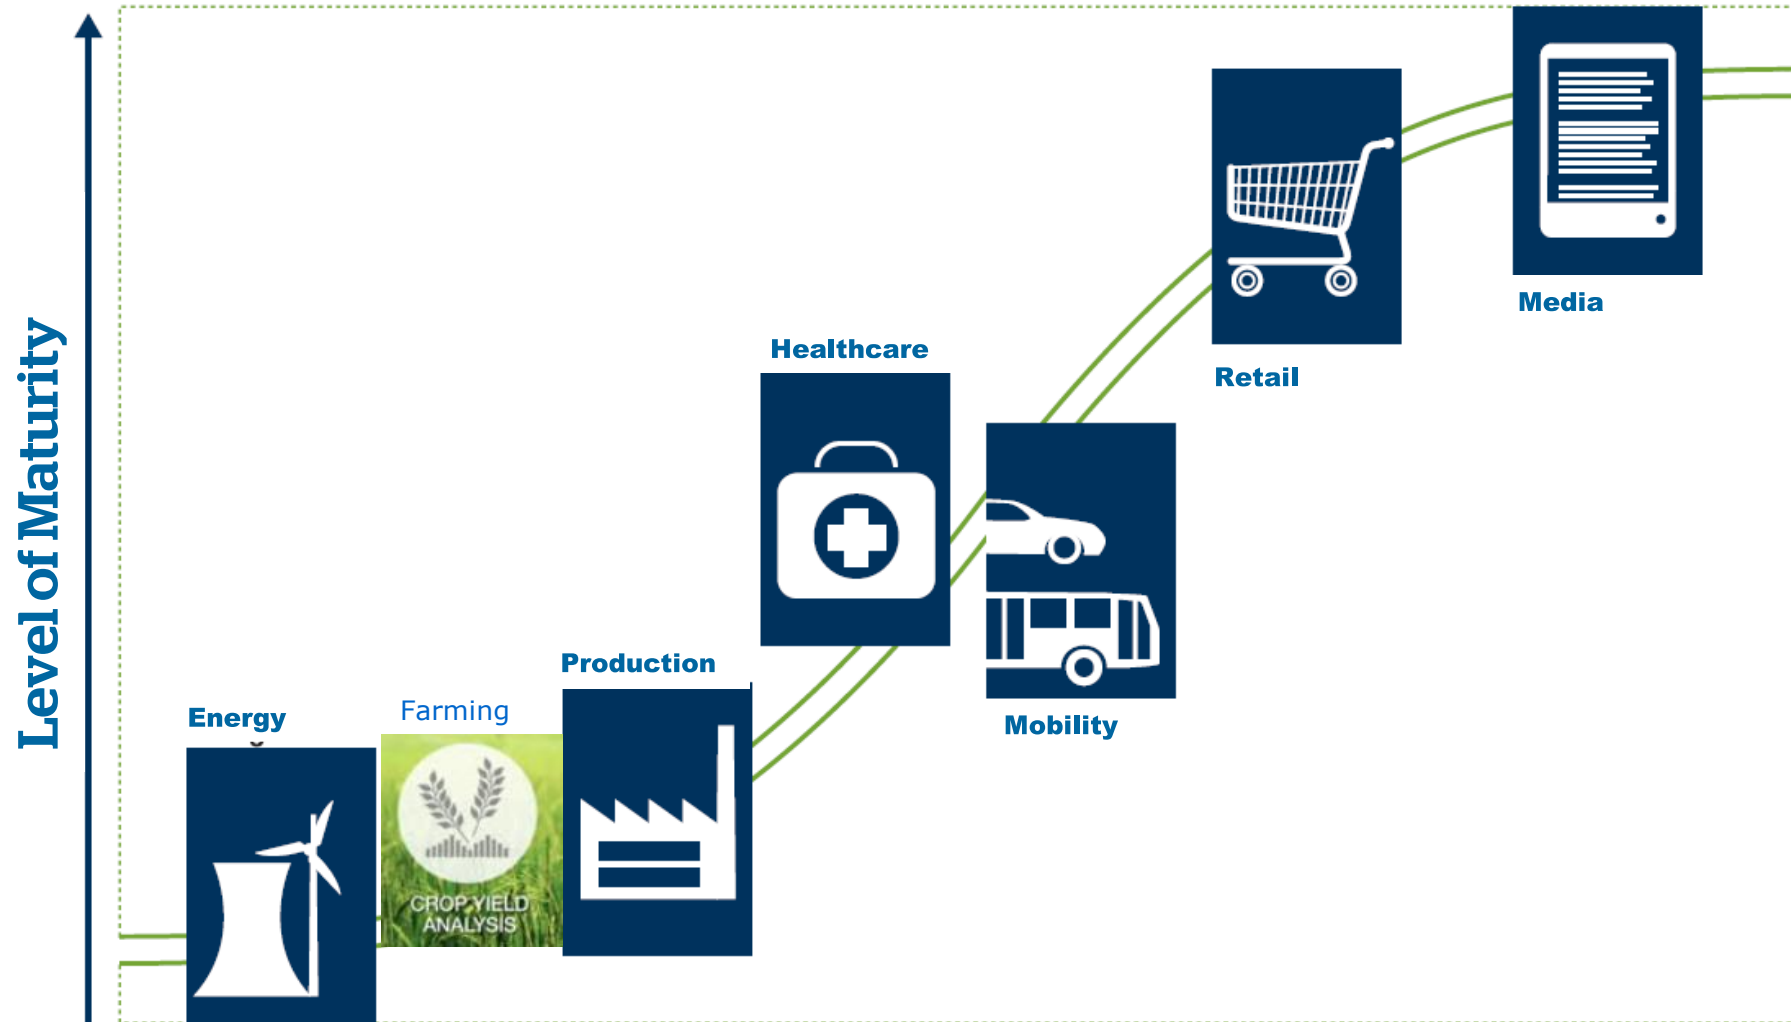 Level of Maturity
Energy
Farming
CROP YIELD
ANALYSIS
Production
Healthcare
Mobility
Retail
Media